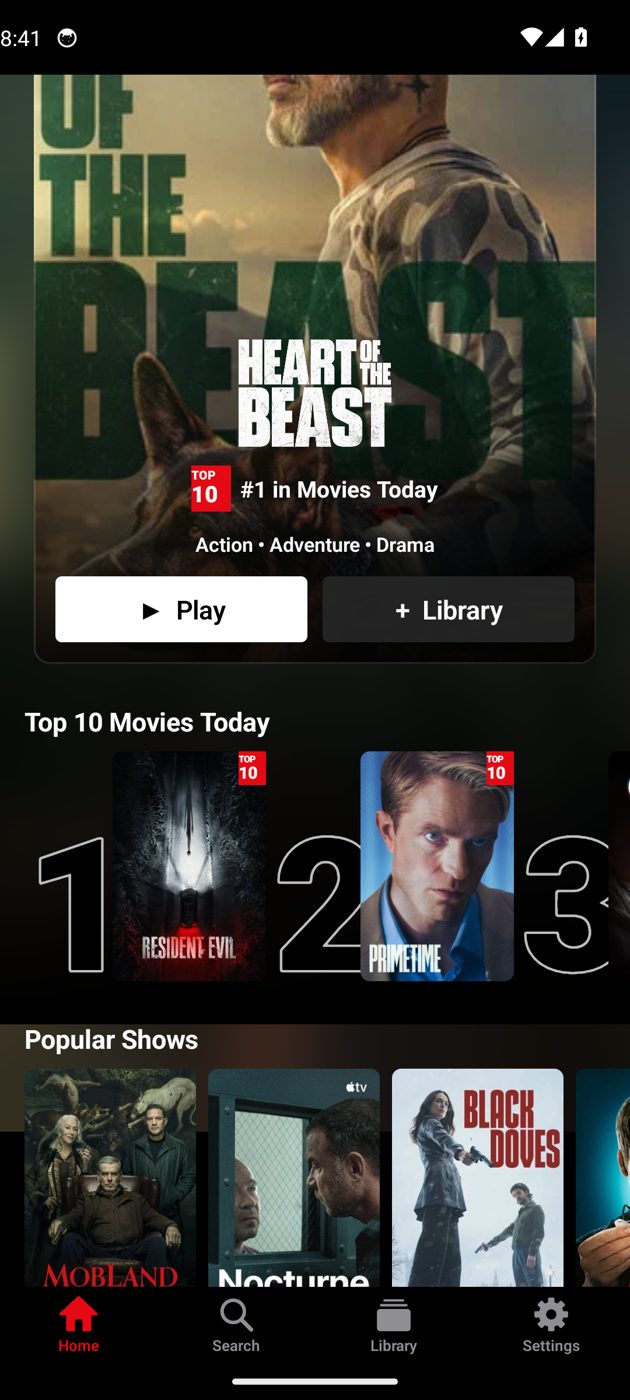 8:41
OF
THE
BEAST
HEART OF THE
BEAST
TOP
10
#1 in Movies Today
Action • Adventure • Drama
Play
+ Library
Top 10 Movies Today
1
TOP
10
RESIDENT EVIL
2
TOP
10
PRIMETIME
3
Popular Shows
MOBLAND
tv
Nocturne
BLACK
DOVES
Home
Search
Library
Settings